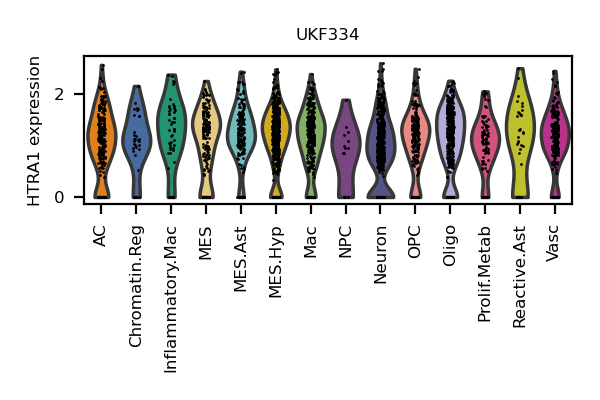 UKF334
HTRA1 expression
2
0
AC
Chromatin.Reg
Inflammatory.Mac
MES
MES.Ast
MES.Hyp
Mac
NPC
Neuron
OPC
Oligo
Prolif.Metab
Reactive.Ast
Vasc